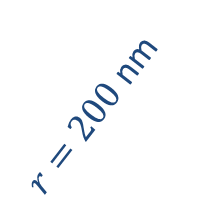 r = 200 nm